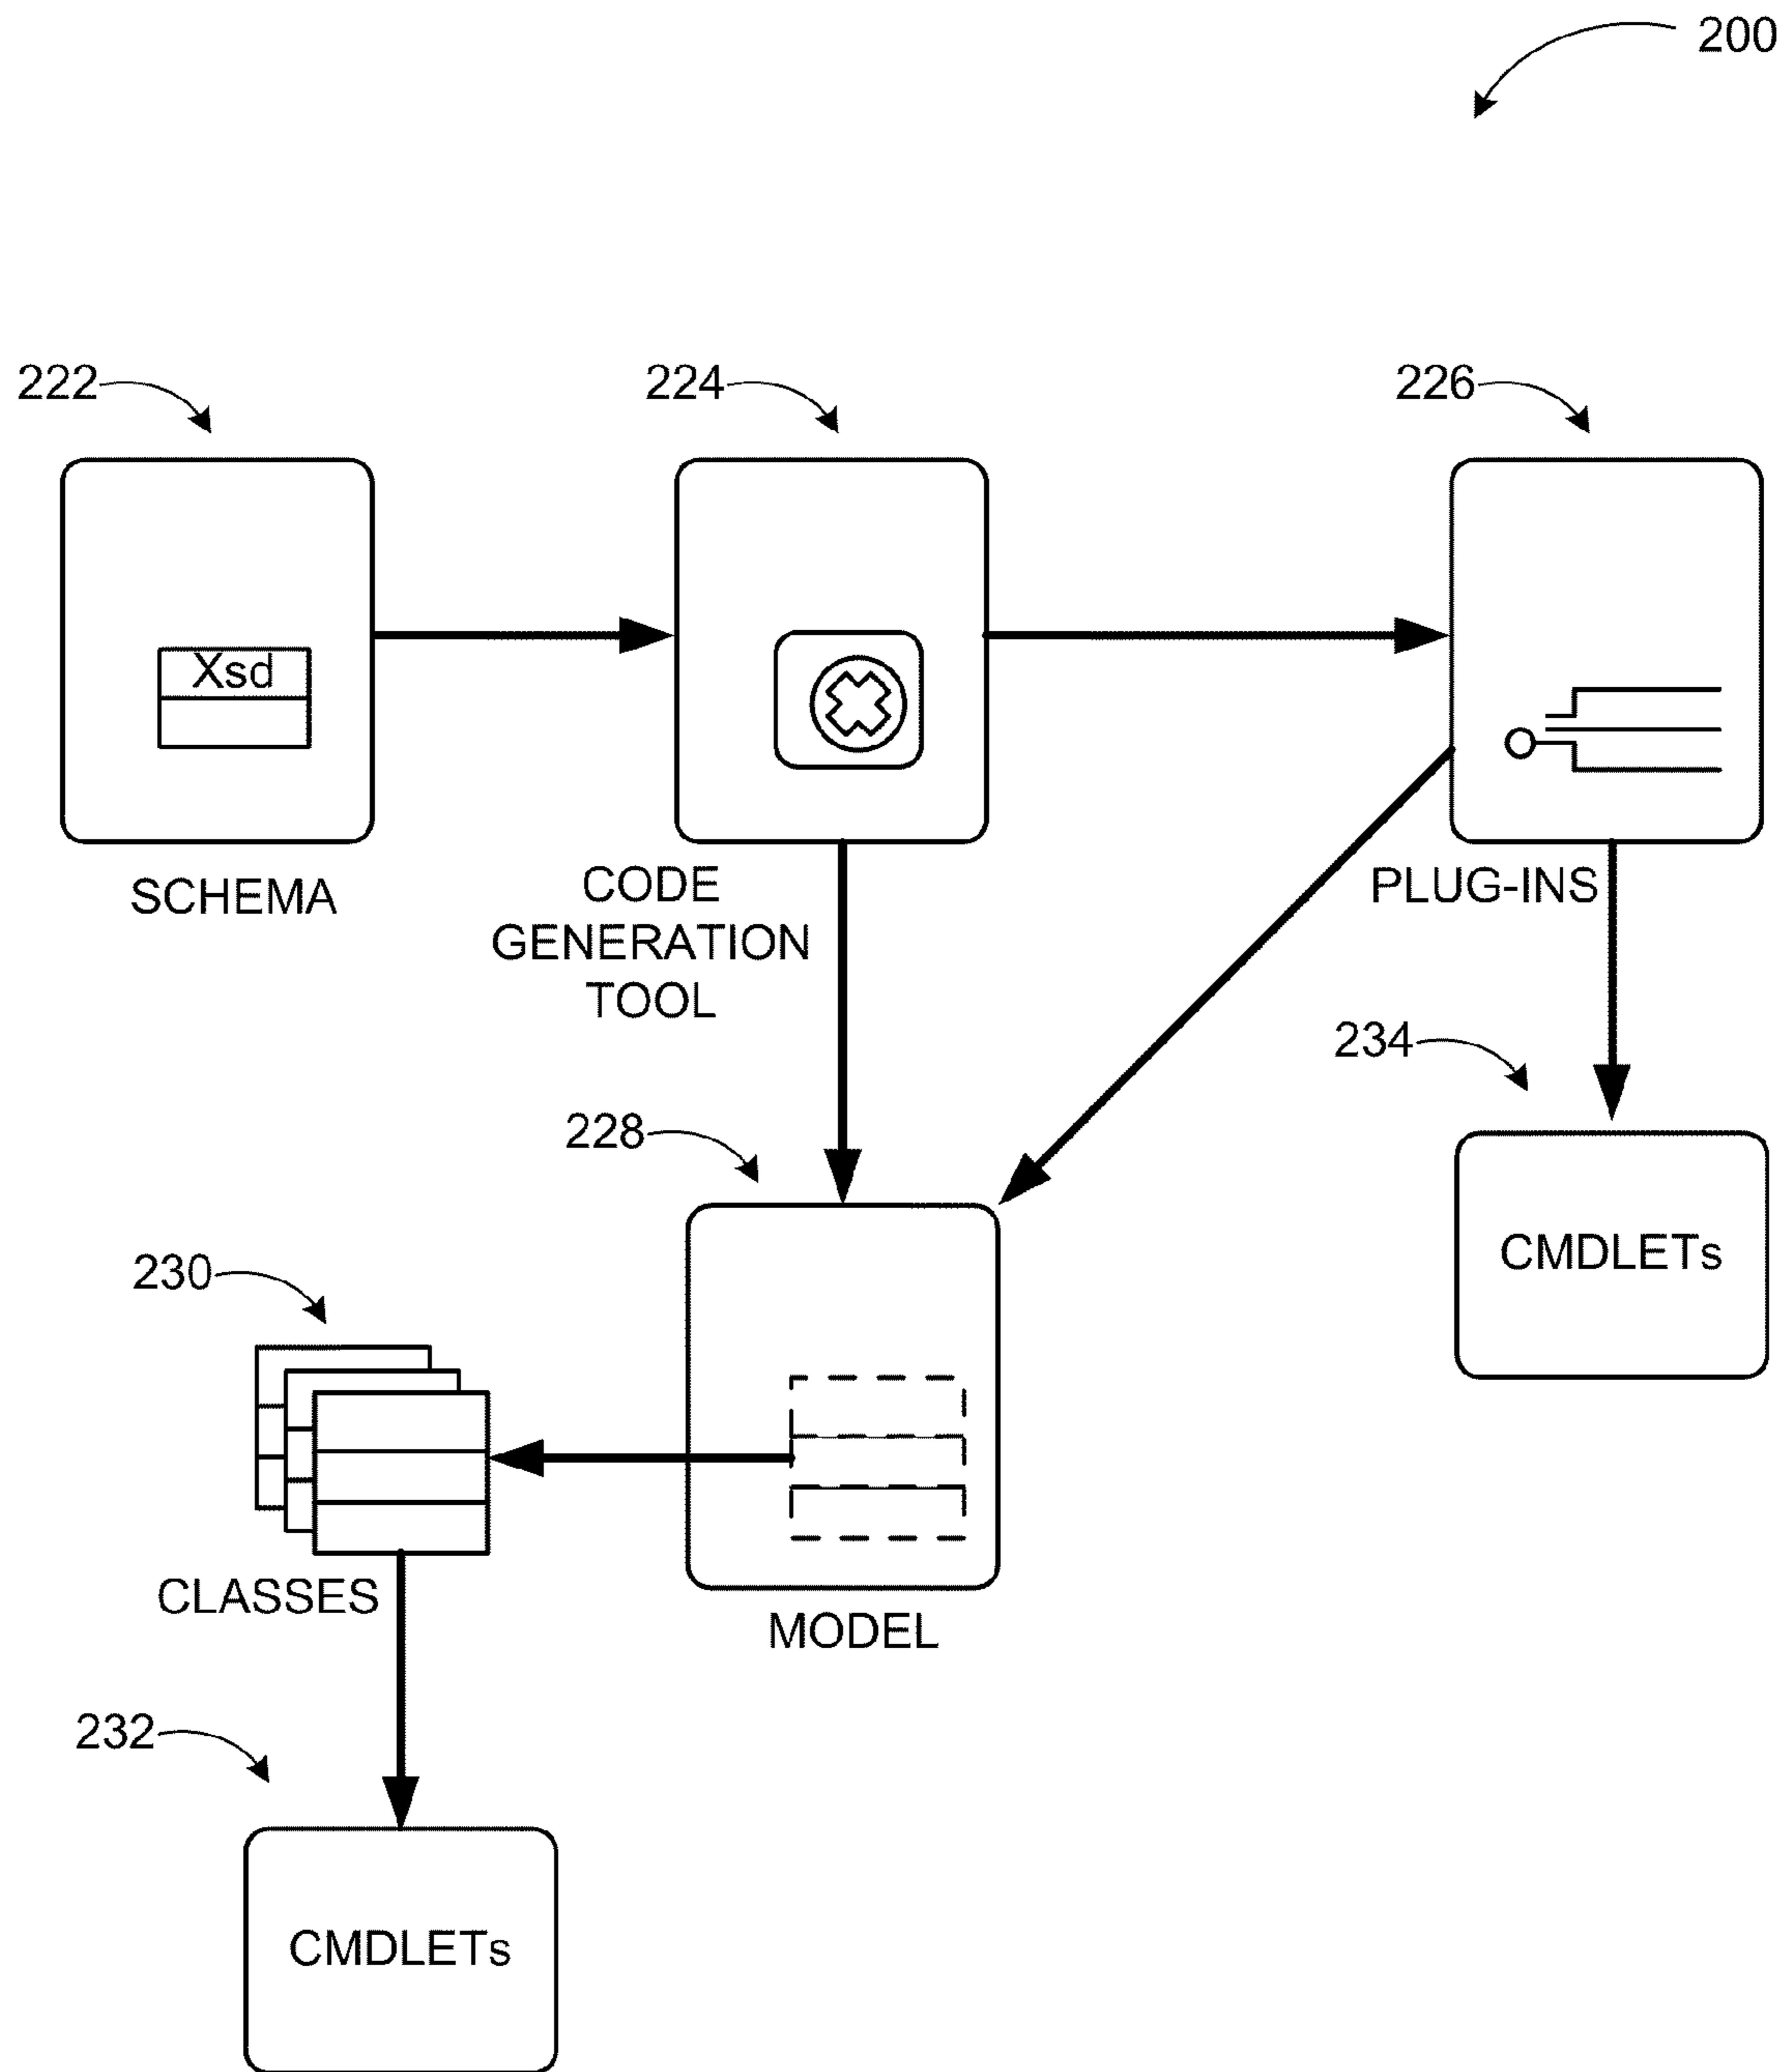 200
222
224
226
Xsd
SCHEMA
CODE
GENERATION
TOOL
PLUG-INS
234
228
CMDLETs
230
CLASSES
MODEL
232
CMDLETs